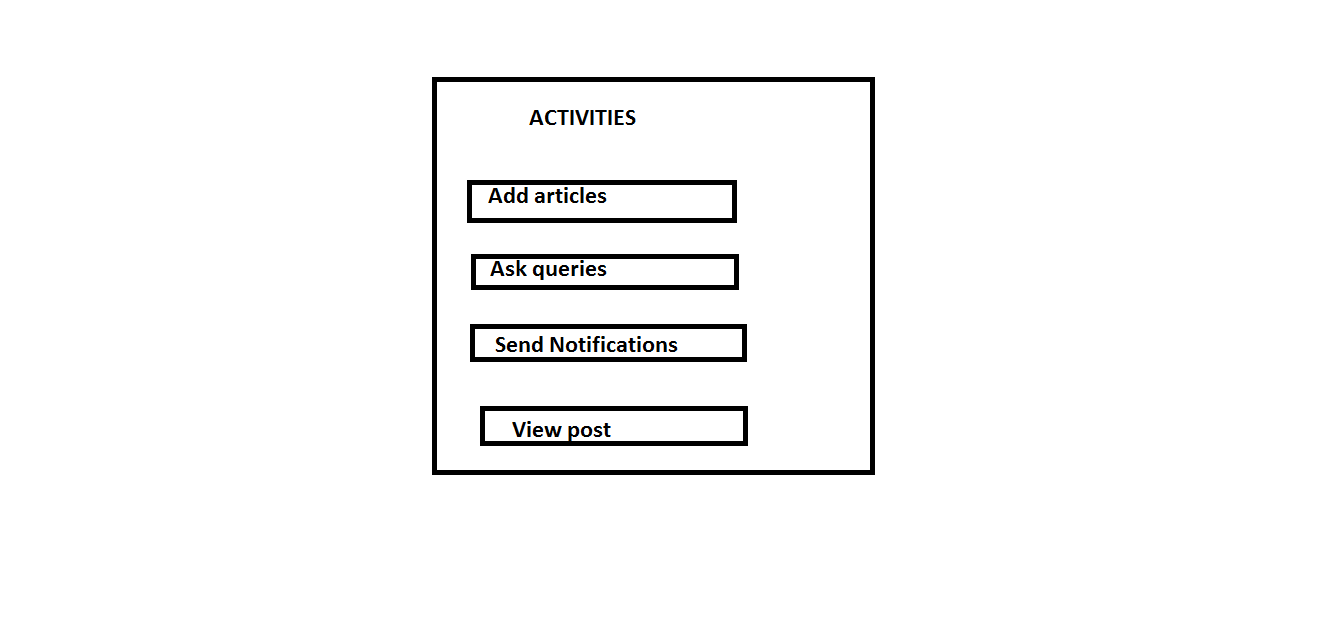 ACTIVITIES
Add articles
Ask queries
Send Notifications
View post